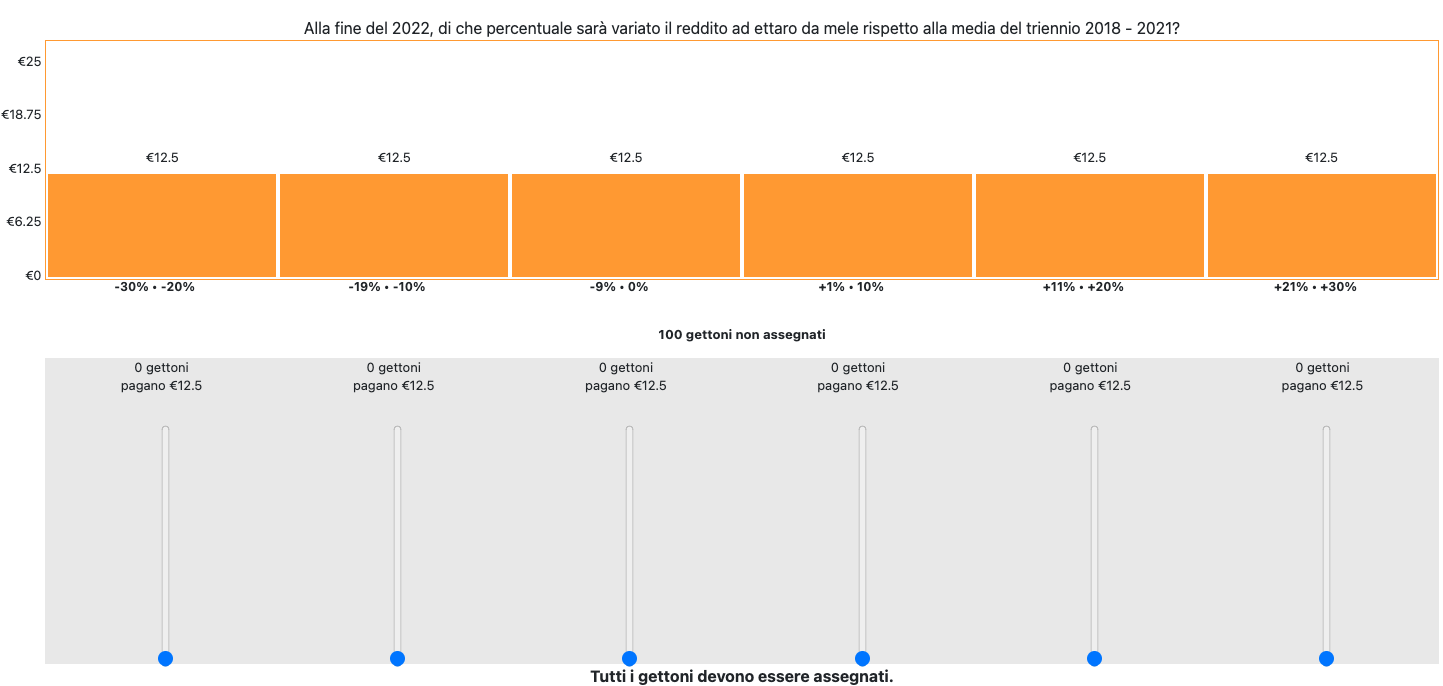 Alla fine del 2022, di che percentuale sarà variato il reddito ad ettaro da mele rispetto alla media del triennio 2018 - 2021?
€25
€18.75
€12.5
€6.25
€0
€12.5 €12.5 €12.5 €12.5 €12.5 €12.5
-30% • -20% -19% • -10% -9% • 0% +1% • 10% +11% • +20% +21% • +30%
100 gettoni non assegnati
0 gettoni 0 gettoni 0 gettoni 0 gettoni 0 gettoni 0 gettoni
pagano €12.5 pagano €12.5 pagano €12.5 pagano €12.5 pagano €12.5 pagano €12.5
Tutti i gettoni devono essere assegnati.